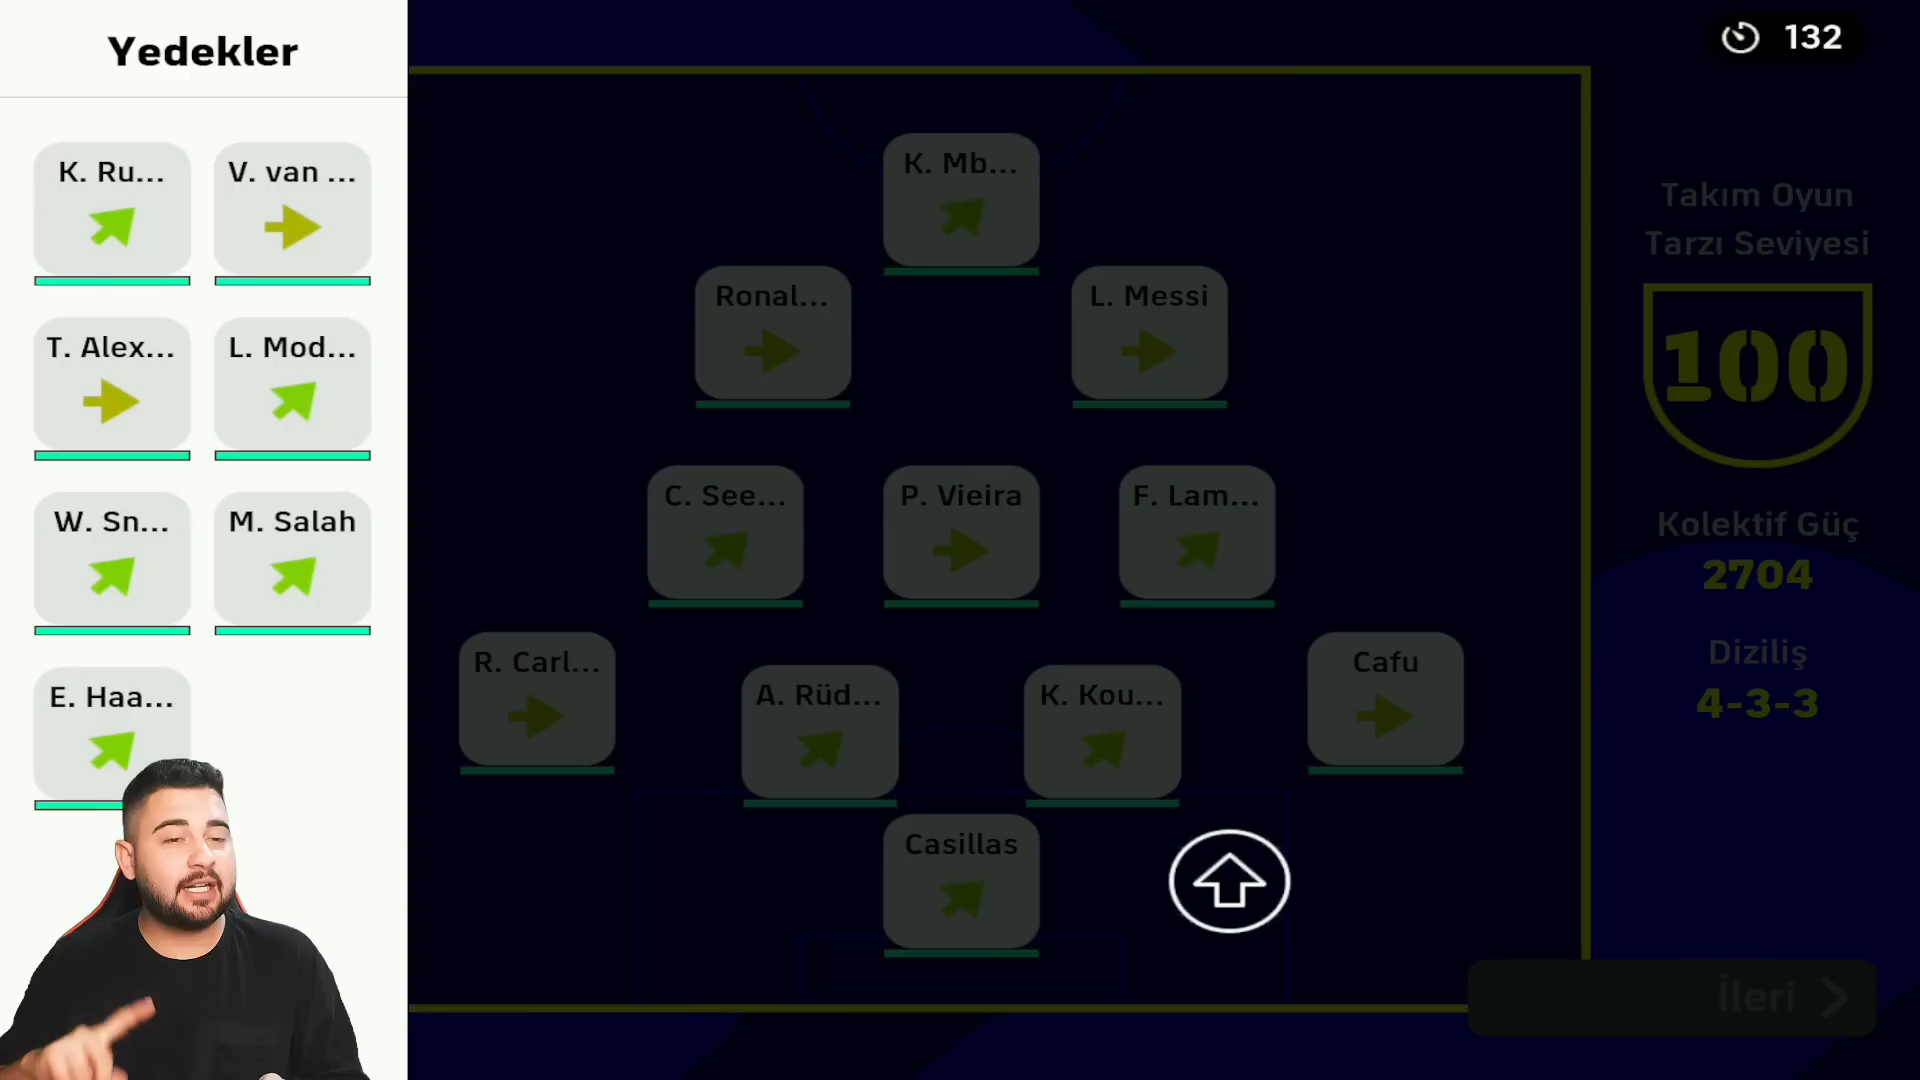 Yedekler
K. Ru...
V. van ...
T. Alex...
L. Mod...
W. Sn...
M. Salah
E. Haa...
132
K. Mb...
Ronal...
L. Messi
C. See...
P. Vieira
F. Lam...
R. Carl...
A. Rüd...
K. Kou...
Cafu
Casillas
Takım Oyun
Tarzı Seviyesi
100
Kolektif Güç
2704
Diziliş
4-3-3
İleri